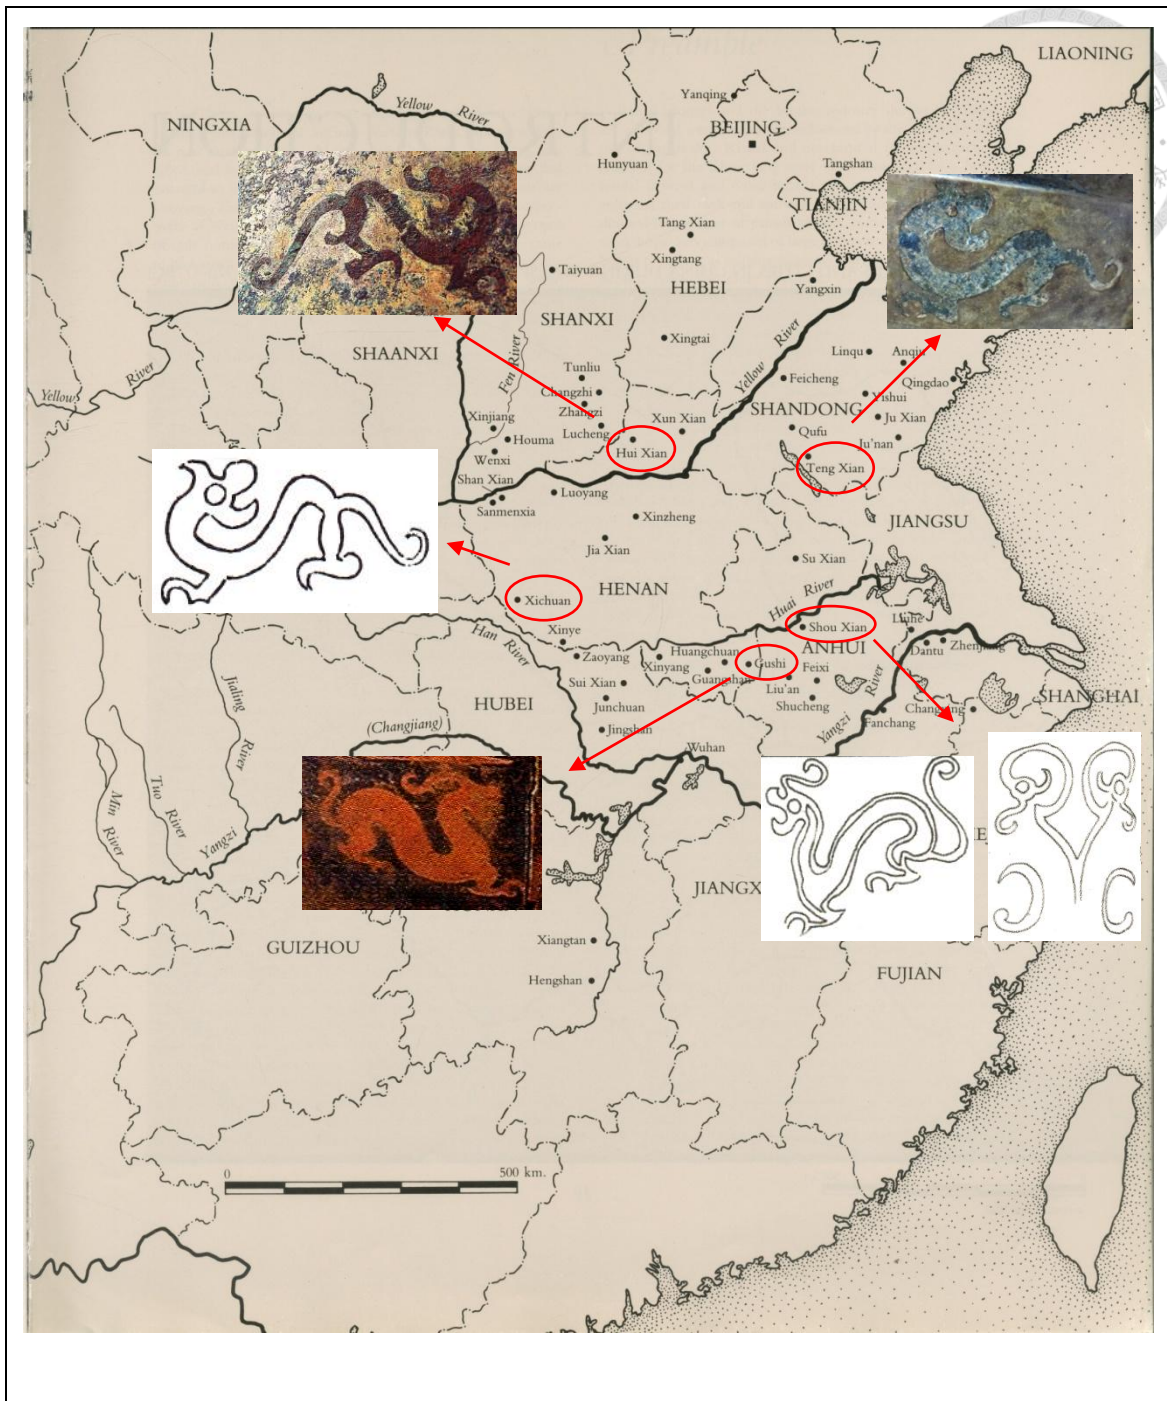 LIAONING
Yanqing
Yellow River
NINGXIA
BEIJING
Hunyuan
Tangshan
TIANJIN
Tang Xian
Xingtang
Taiyuan
HEBEI
Yangxin
SHANXI
Xingtai
Yellow River
Linqu
Anqiu
SHAANXI
Fen River
Tunliu
Feicheng
Qingdao
Yellow River
Changzhi
Yishui
Zhangzi
SHANDONG
Ju Xian
Xinjiang
Xun Xian
Lucheng
Qufu
Houma
Ju'nan
Hui Xian
Wenxi
Teng Xian
Shan Xian
Luoyang
Sanmenxia
Xinzheng
JIANGSU
Jia Xian
Su Xian
HENAN
Xichuan
Huai River
Liuhe
Shou Xian
Xinye
Han River
Dantu
Zhenjiang
ANHUI
Zaoyang
Huangchuan
Xinyang
Gushi
Feixi
Guangshan
Jialing River
Sui Xian
Liu'an
SHANGHAI
HUBEI
Junchuan
Shucheng
Yangzi River
Fanchang
(Changjiang)
Jingshan
Wuhan
Tuo River
Min River
Yangzi
GUIZHOU
Xiangtan
FUJIAN
Hengshan
0
500 km.